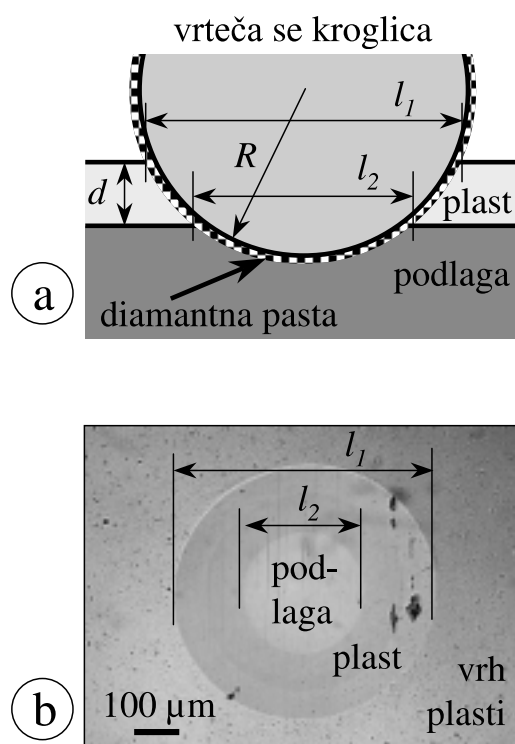 vrteča se kroglica
l1
R
l2
d
plast
podlaga
a
diamantna pasta
l1
l2
pod-
laga
plast
vrh
plasti
100 µm
b